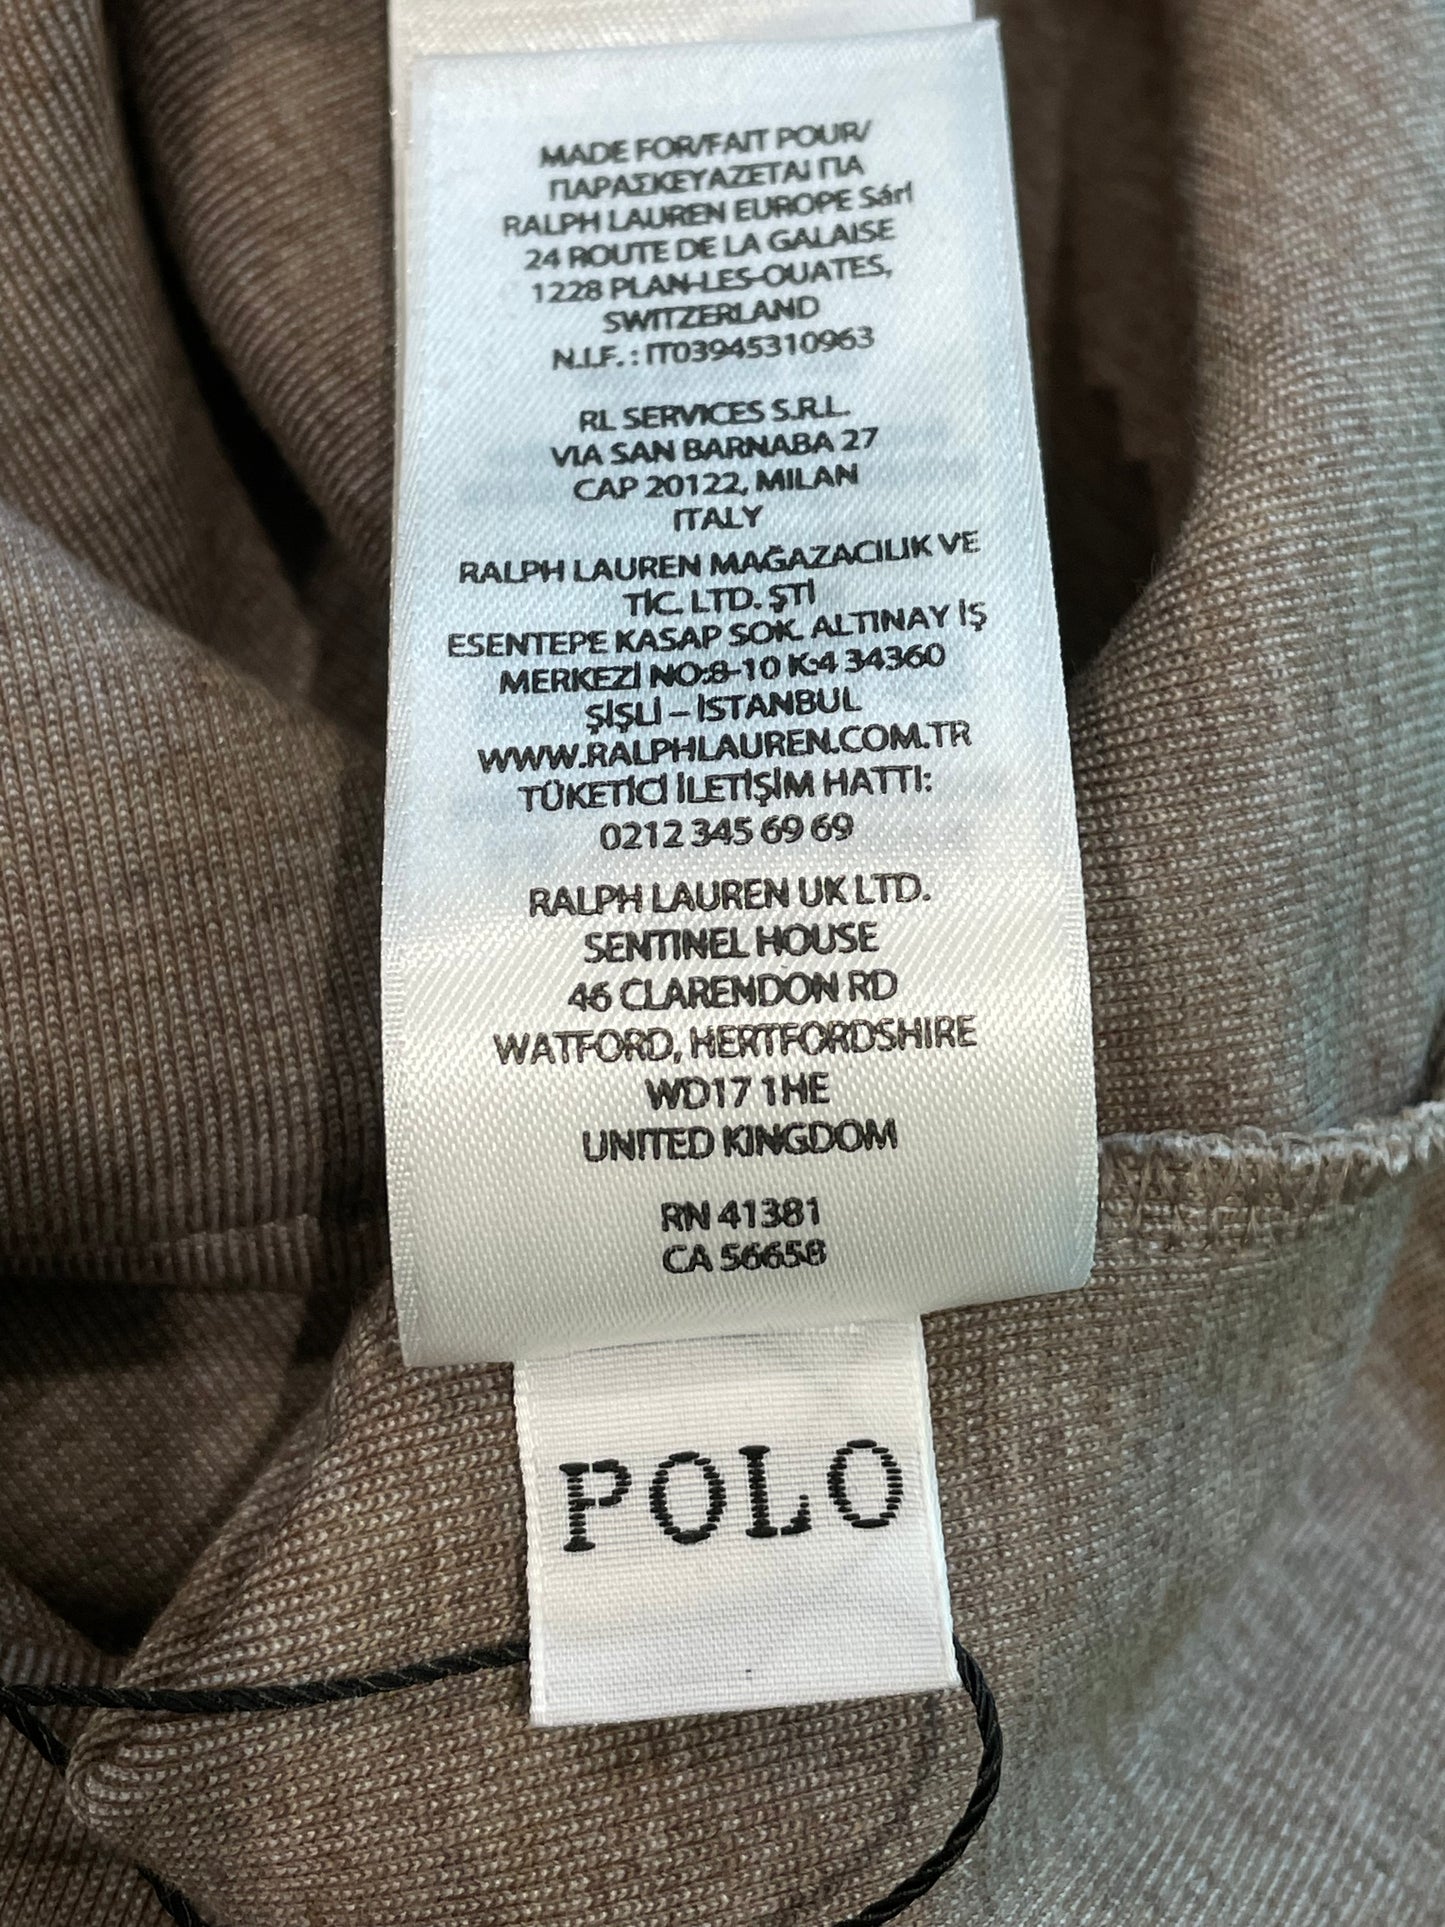 MADE FOR/FAIT POUR/
ΠΑΡΑΣΚΕΥΑΖΕΤΑΙ ΓΙΑ
RALPH LAUREN EUROPE Sárl
24 ROUTE DE LA GALAISE
1228 PLAN-LES-OUATES,
SWITZERLAND
N.I.F. : IT03945310963
RL SERVICES S.R.L.
VIA SAN BARNABA 27
CAP 20122, MILAN
ITALY
RALPH LAUREN MAĞAZACILIK VE
TİC. LTD. ŞTİ
ESENTEPE KASAP SOK. ALTINAY İŞ
MERKEZİ NO:8-10 K:4 34360
ŞİŞLİ – İSTANBUL
WWW.RALPHLAUREN.COM.TR
TÜKETİCİ İLETİŞİM HATTI:
0212 345 69 69
RALPH LAUREN UK LTD.
SENTINEL HOUSE
46 CLARENDON RD
WATFORD, HERTFORDSHIRE
WD17 1HE
UNITED KINGDOM
RN 41381
CA 56658
POLO